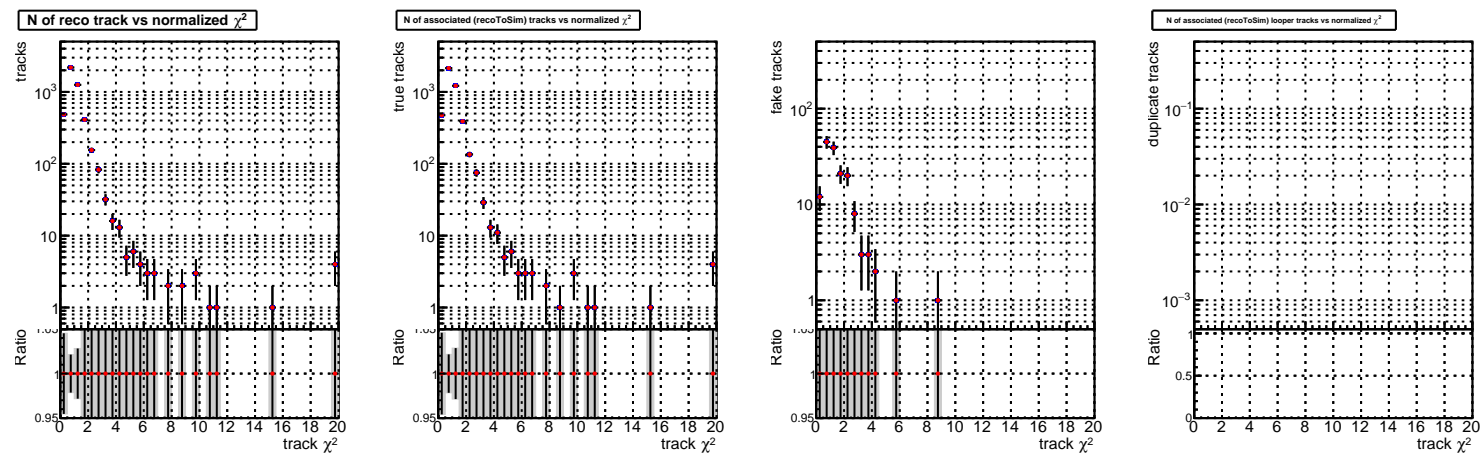 N of reco track vs normalized χ²
tracks
10³
10²
10
1
Ratio
1.05
1
0.95
0 2 4 6 8 10 12 14 16 18 20
track χ²
N of associated (recoToSim) tracks vs normalized χ²
true tracks
10³
10²
10
1
Ratio
1.05
1
0.95
0 2 4 6 8 10 12 14 16 18 20
track χ²
fake tracks
10²
10
1
Ratio
1.05
1
0.95
0 2 4 6 8 10 12 14 16 18 20
track χ²
N of associated (recoToSim) looper tracks vs normalized χ²
duplicate tracks
10⁻¹
10⁻²
10⁻³
Ratio
1
0.5
0
0 2 4 6 8 10 12 14 16 18 20
track χ²